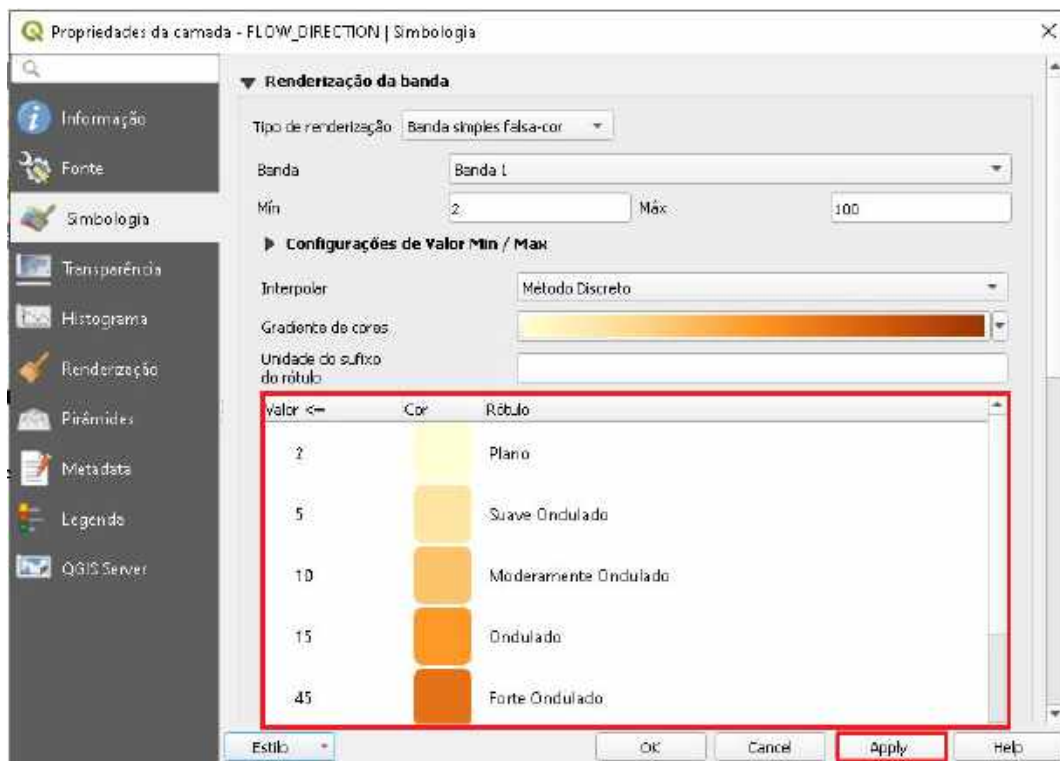 Propriedades da camada - FLOW_DIRECTION | Simbologia
Informação
Fonte
Simbologia
Transparência
Histograma
Renderização
Pirâmides
Metadata
Legenda
QGIS Server
Renderização da banda
Tipo de renderização Banda simples falsa-cor
Banda Banda 1
Mín 2 Máx 100
Configurações de Valor Min / Max
Interpolar Método Discreto
Gradiente de cores
Unidade do sufixo
do rótulo
Valor <= Cor Rótulo
2 Plano
5 Suave Ondulado
10 Moderamente Ondulado
15 Ondulado
45 Forte Ondulado
Estilo OK Cancel Apply Help